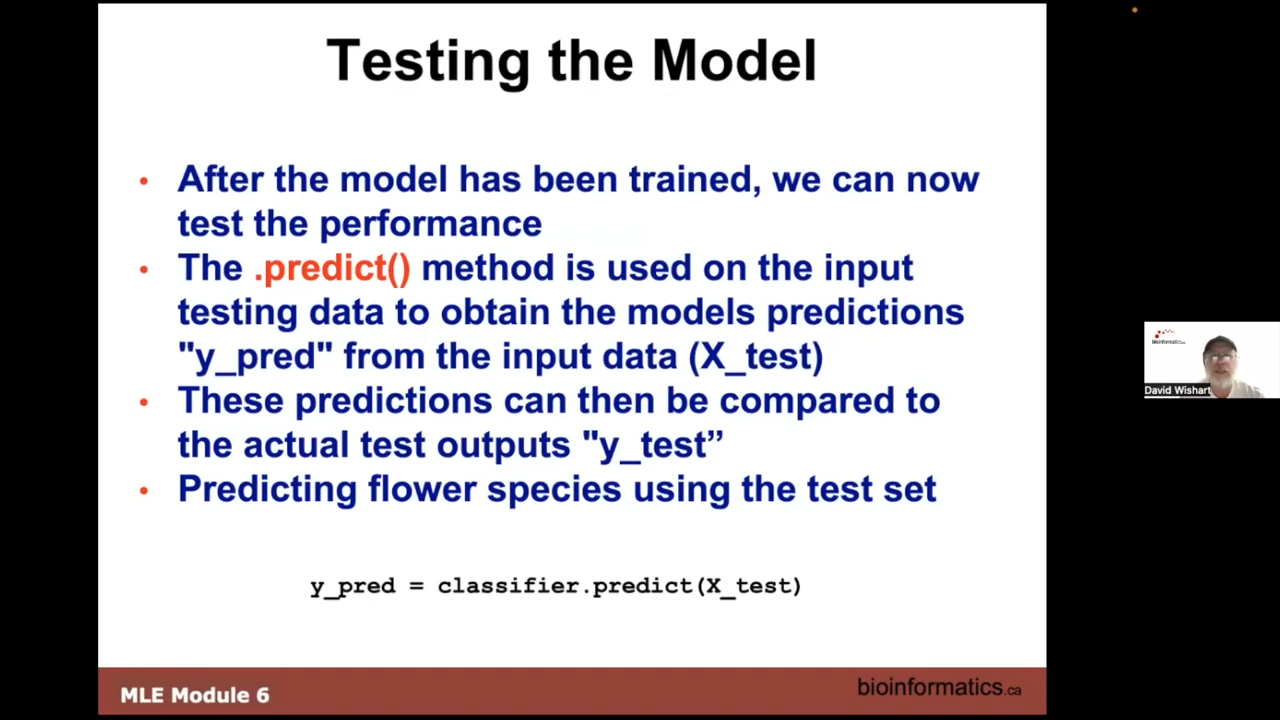 Testing the Model
• After the model has been trained, we can now
test the performance
• The .predict() method is used on the input
testing data to obtain the models predictions
"y_pred" from the input data (X_test)
• These predictions can then be compared to
the actual test outputs "y_test”
• Predicting flower species using the test set
y_pred = classifier.predict(X_test)
MLE Module 6
bioinformatics.ca
bioinformatics.ca
David Wishart